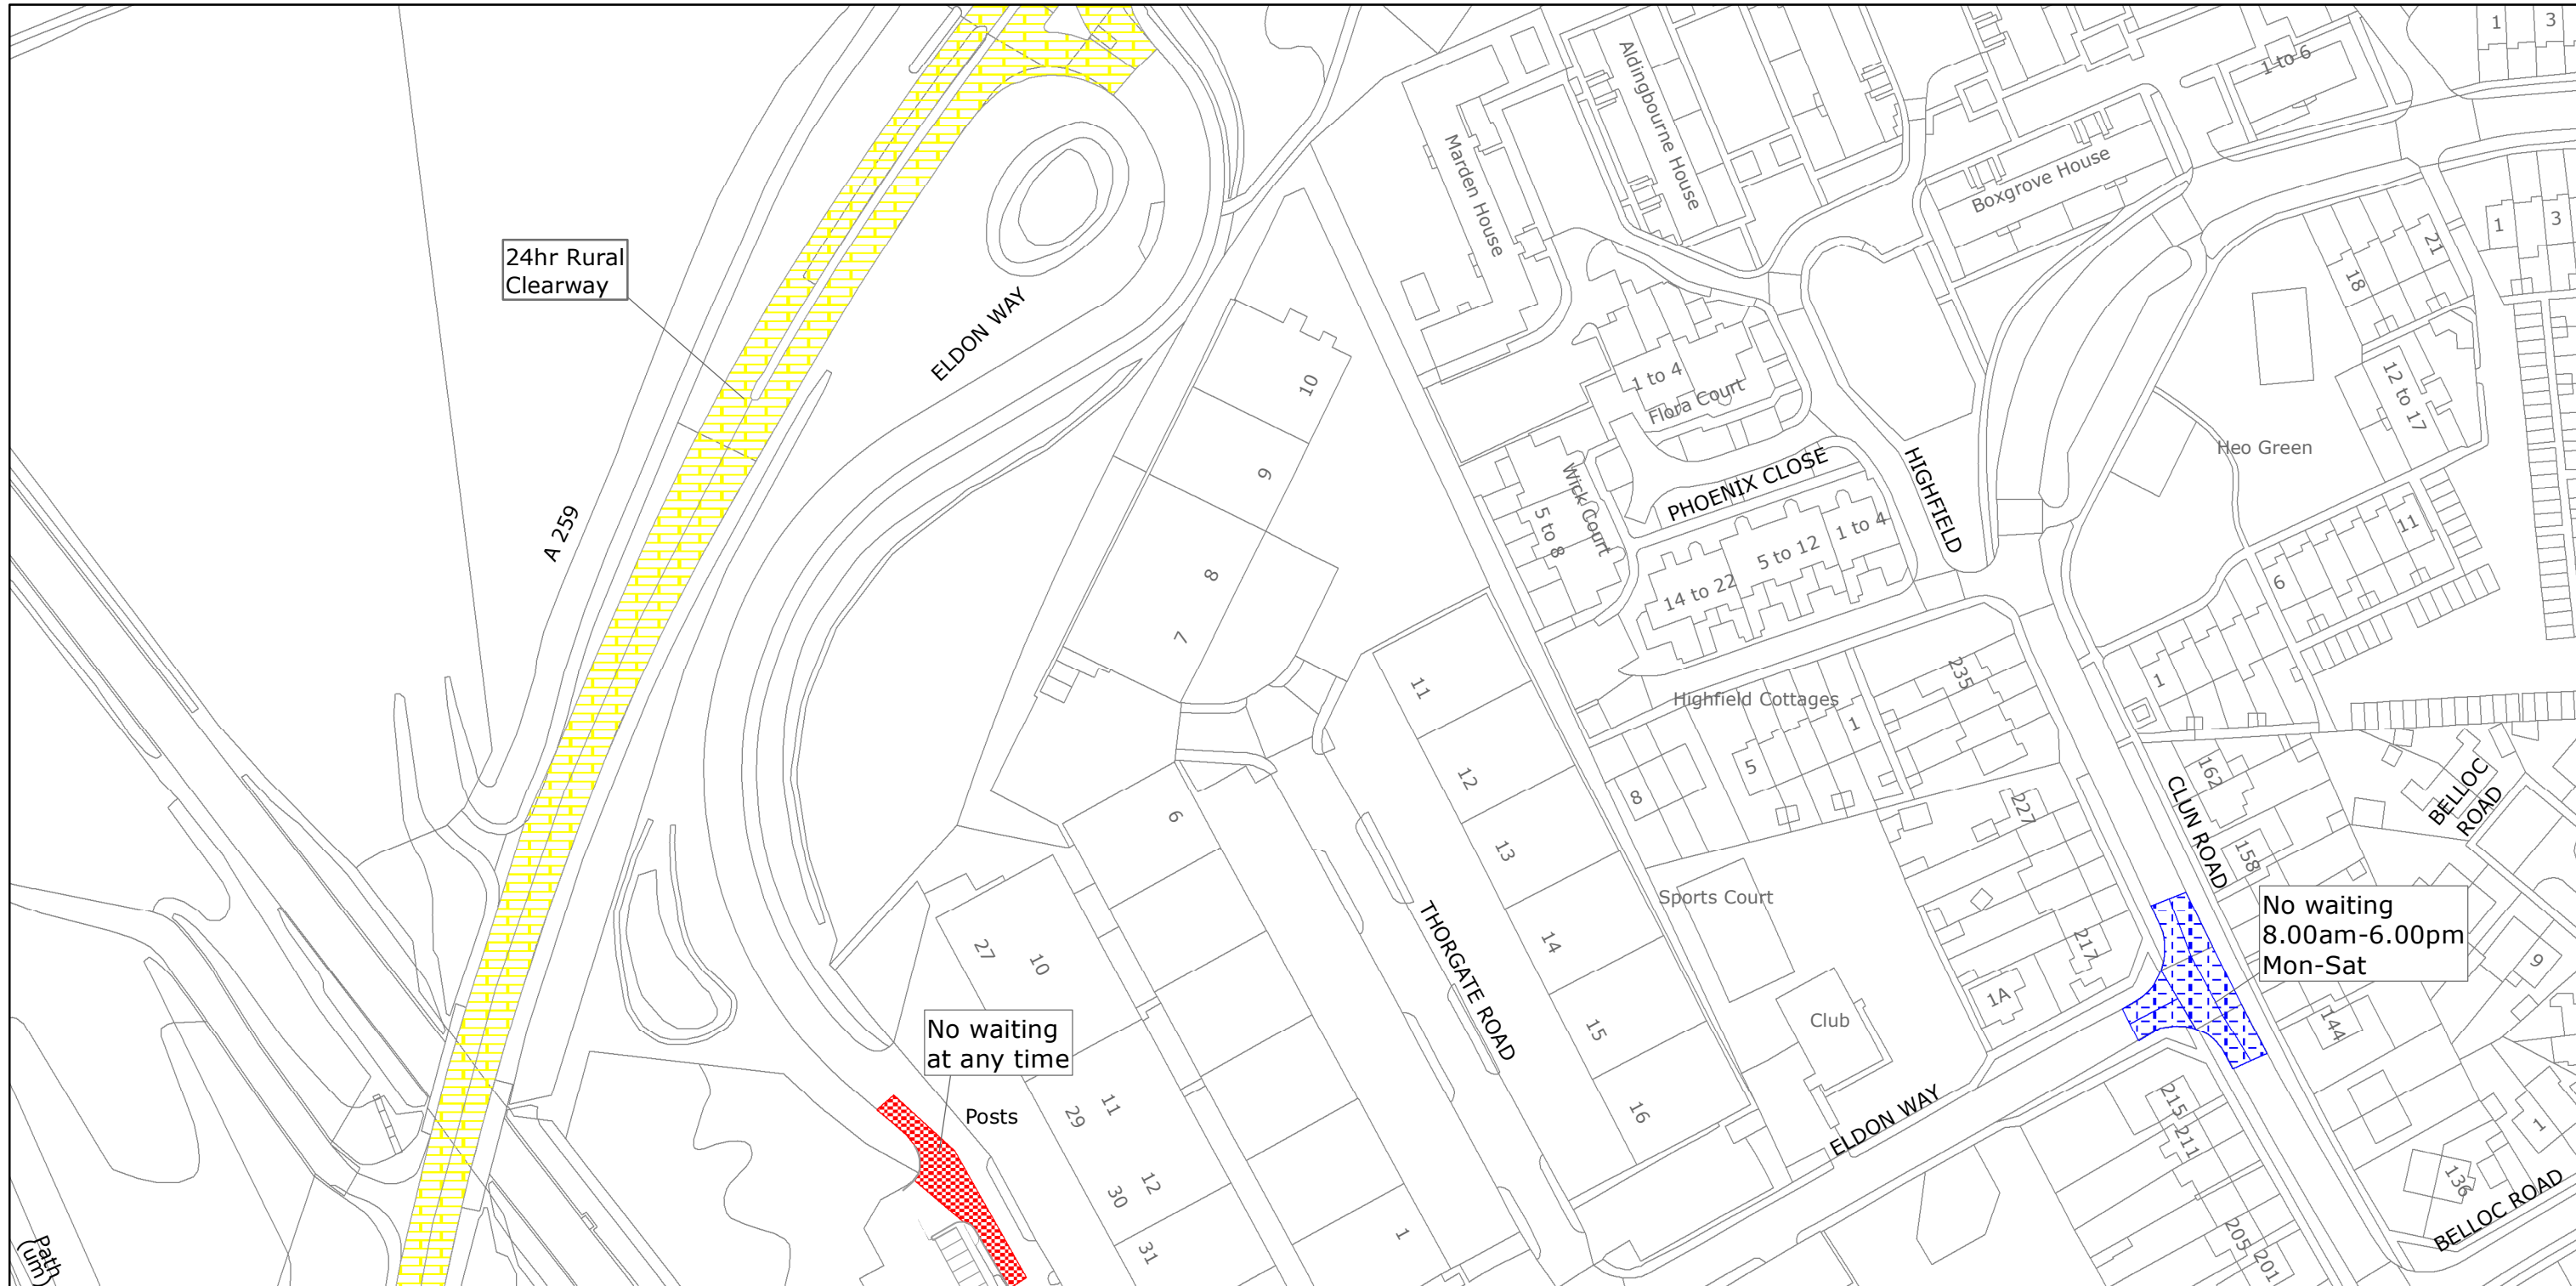 1
3
1 to 6
Aldingbourne House
Marden House
Boxgrove House
1
3
21
18
24hr Rural
Clearway
ELDON WAY
10
1 to 4
Flora Court
12 to 17
Heo Green
9
Wick Court
5 to 8
PHOENIX CLOSE
HIGHFIELD
A 259
14 to 22
5 to 12
1 to 4
11
6
8
7
11
Highfield Cottages
235
1
1
5
8
12
162
BELLOC
ROAD
CLUN ROAD
6
227
13
158
Sports Court
No waiting
8.00am-6.00pm
Mon-Sat
THORGATE ROAD
14
217
27
10
9
1A
Club
144
No waiting
at any time
15
Posts
11
29
16
ELDON WAY
215
211
1
136
BELLOC ROAD
12
30
31
1
205
201
Path
(um)